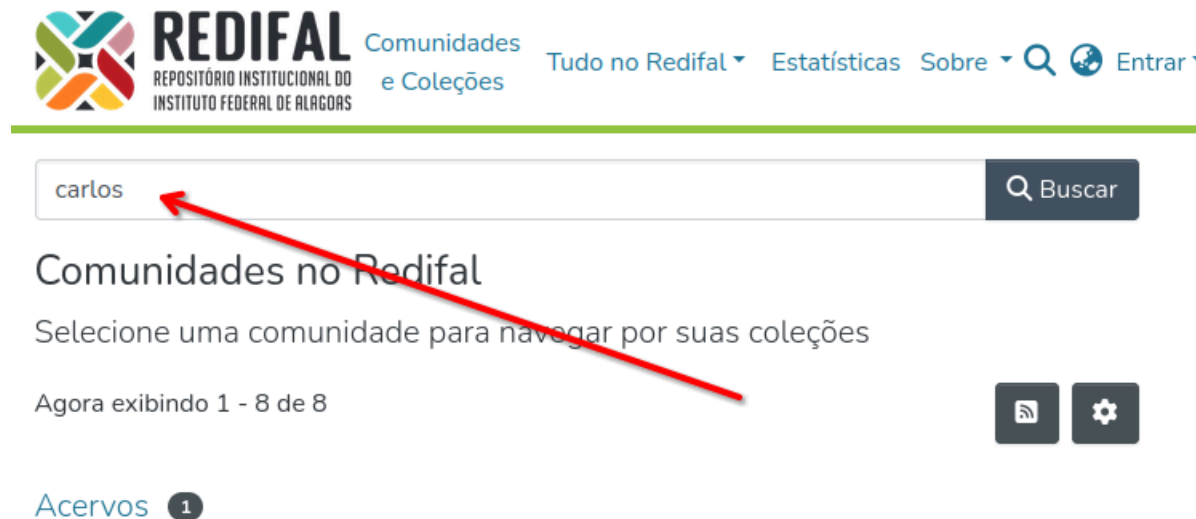 REDIFAL
REPOSITÓRIO INSTITUCIONAL DO
INSTITUTO FEDERAL DE ALAGOAS
Comunidades
e Coleções
Tudo no Redifal
Estatísticas
Sobre
Entrar
carlos
Buscar
Comunidades no Redifal
Selecione uma comunidade para navegar por suas coleções
Agora exibindo 1 - 8 de 8
Acervos 1